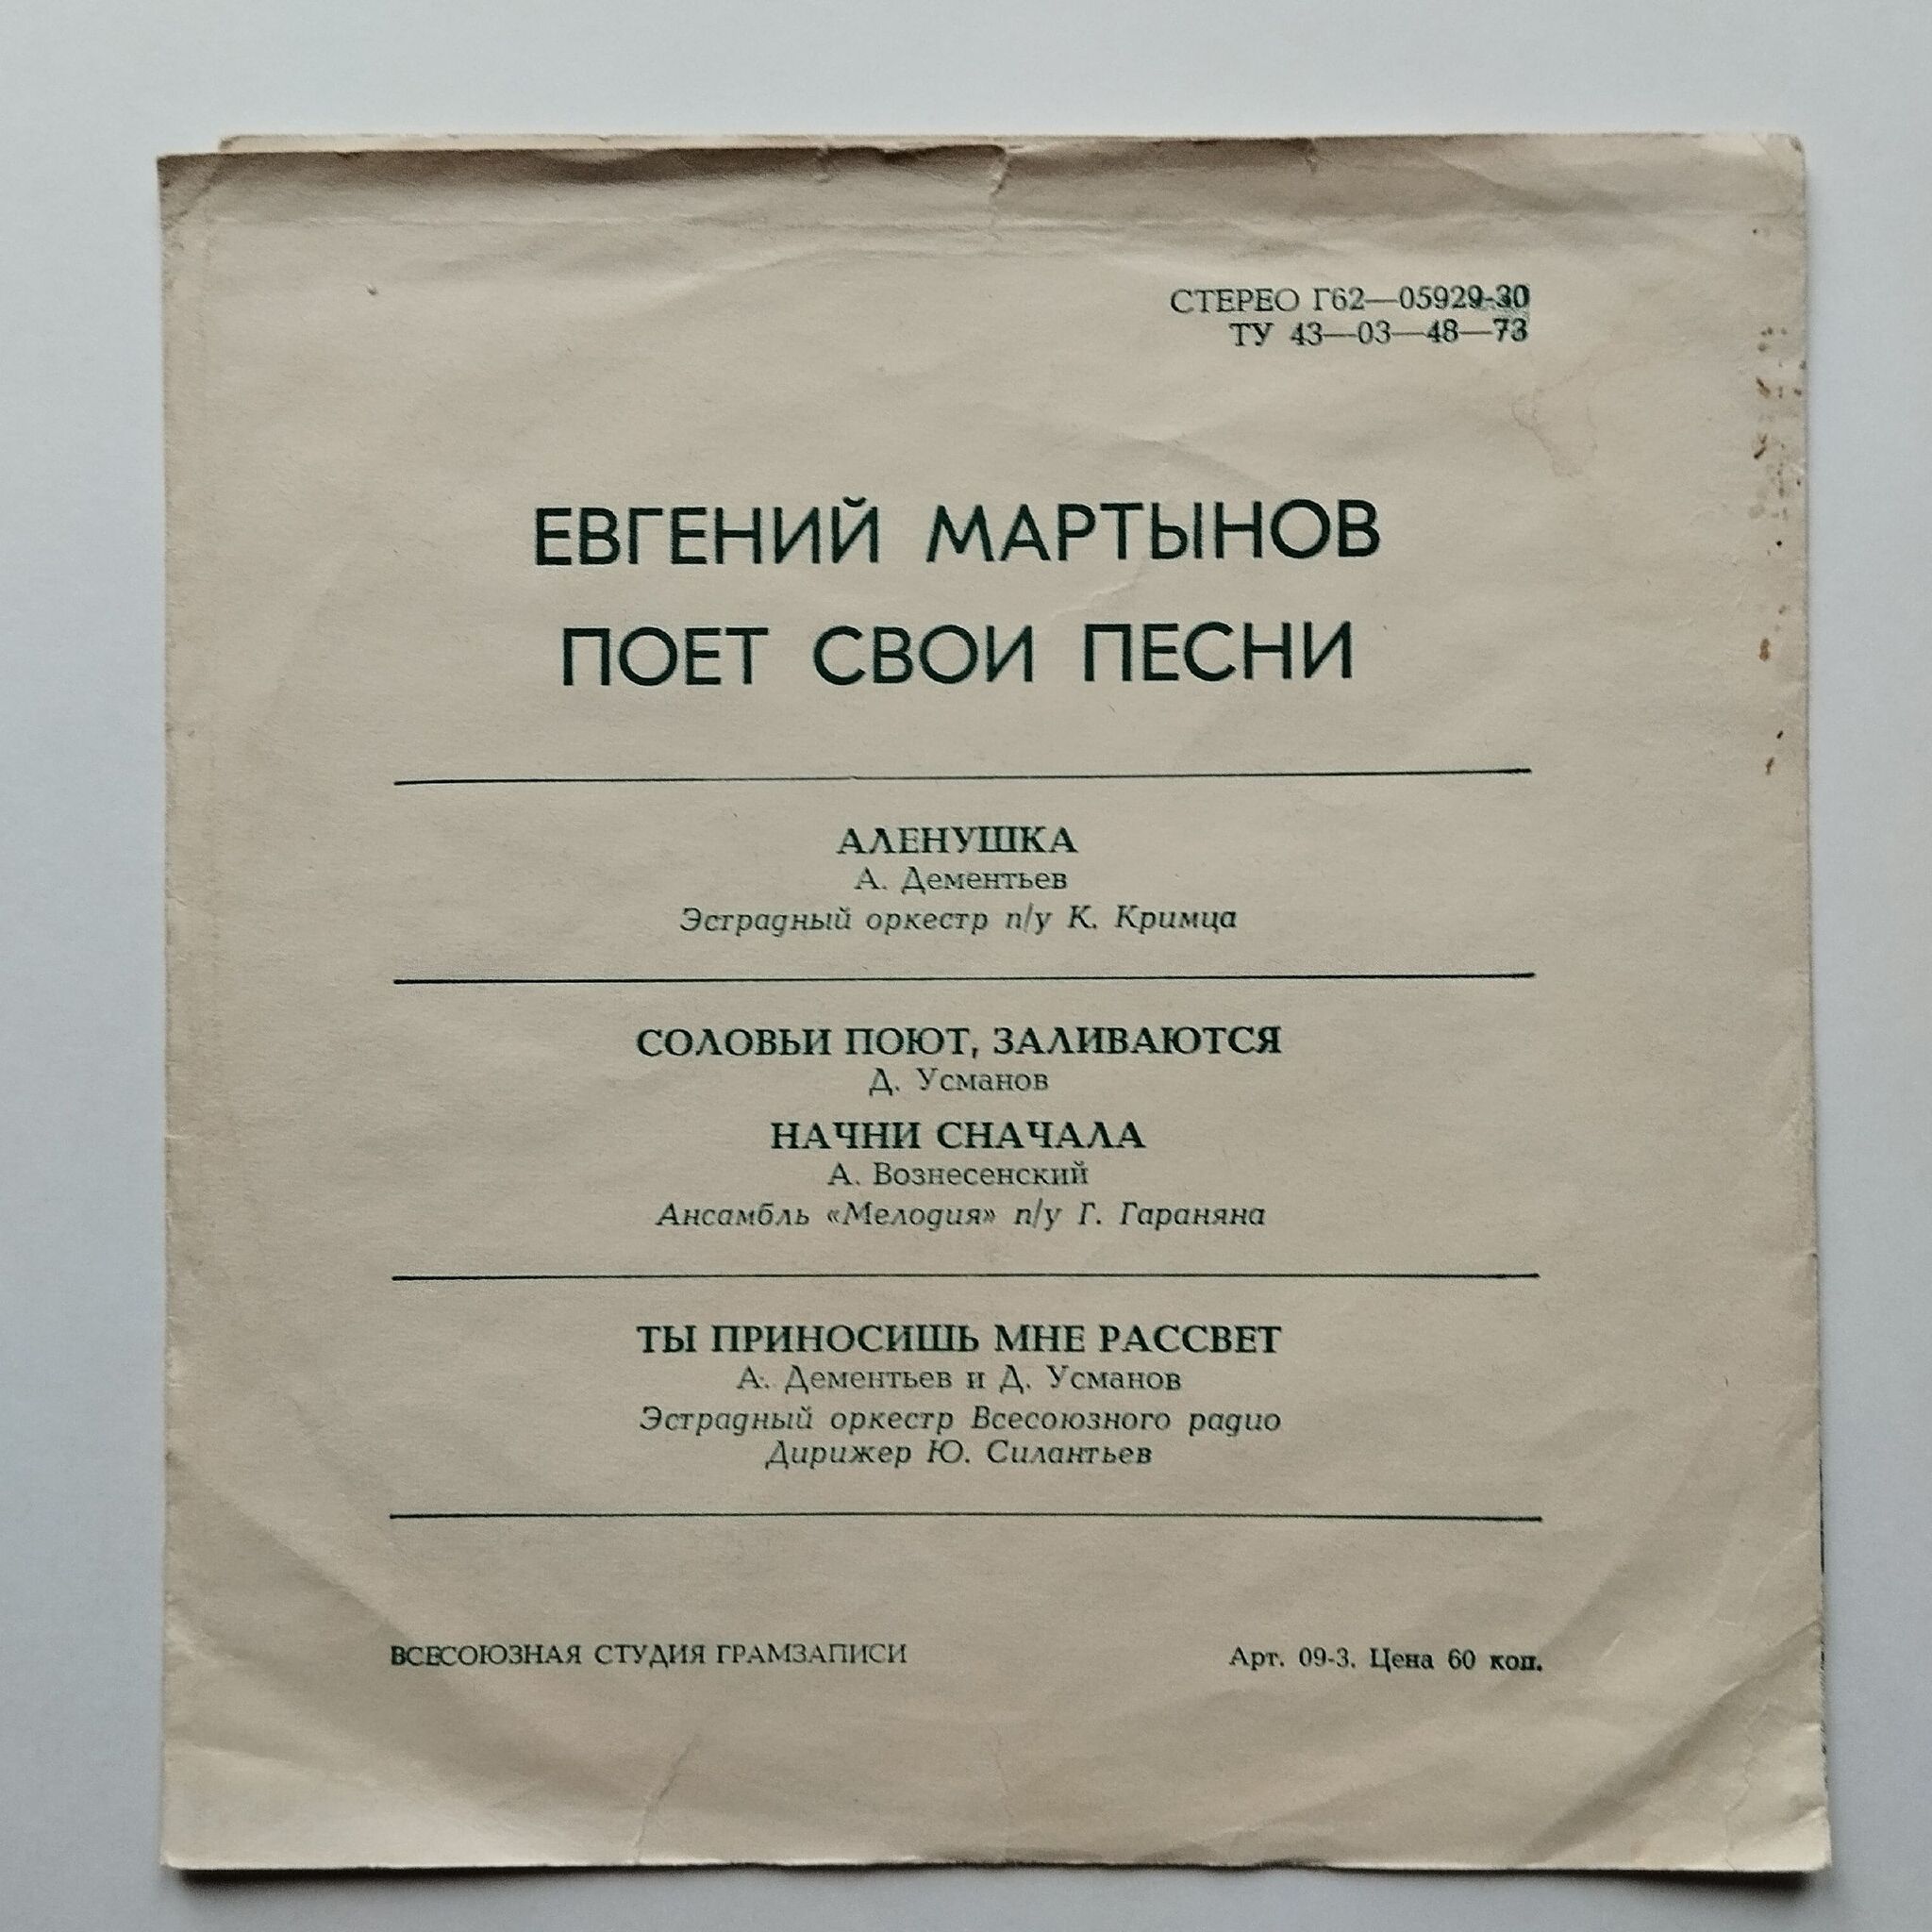 СТЕРЕО Г62—05929-30
ТУ 43—03—48—73
ЕВГЕНИЙ МАРТЫНОВ
ПОЕТ СВОИ ПЕСНИ
АЛЕНУШКА
А. Дементьев
Эстрадный оркестр п/у К. Кримца
СОЛОВЬИ ПОЮТ, ЗАЛИВАЮТСЯ
Д. Усманов
НАЧНИ СНАЧАЛА
А. Вознесенский
Ансамбль «Мелодия» п/у Г. Гараняна
ТЫ ПРИНОСИШЬ МНЕ РАССВЕТ
А. Дементьев и Д. Усманов
Эстрадный оркестр Всесоюзного радио
Дирижер Ю. Силантьев
ВСЕСОЮЗНАЯ СТУДИЯ ГРАМЗАПИСИ
Арт. 09-3. Цена 60 коп.